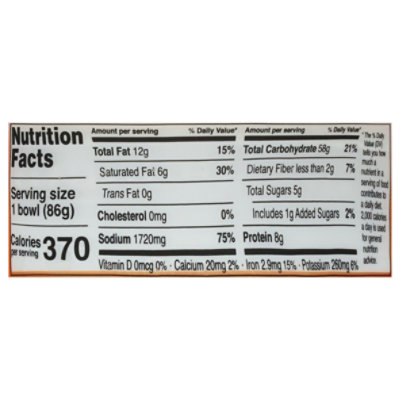 Nutrition
Facts
Serving size
1 bowl (86g)
Calories
per serving
370
Amount per serving % Daily Value*
Total Fat 12g 15%
Saturated Fat 6g 30%
Trans Fat 0g
Cholesterol 0mg 0%
Sodium 1720mg 75%
Amount per serving % Daily Value*
Total Carbohydrate 58g 21%
Dietary Fiber less than 2g 7%
Total Sugars 5g
Includes 1g Added Sugars 2%
Protein 8g
Vitamin D 0mcg 0% · Calcium 20mg 2% · Iron 2.9mg 15% · Potassium 260mg 6%
* The % Daily
Value (DV)
tells you how
much a
nutrient in a
serving of food
contributes to
a daily diet.
2,000 calories
a day is used
for general
nutrition
advice.